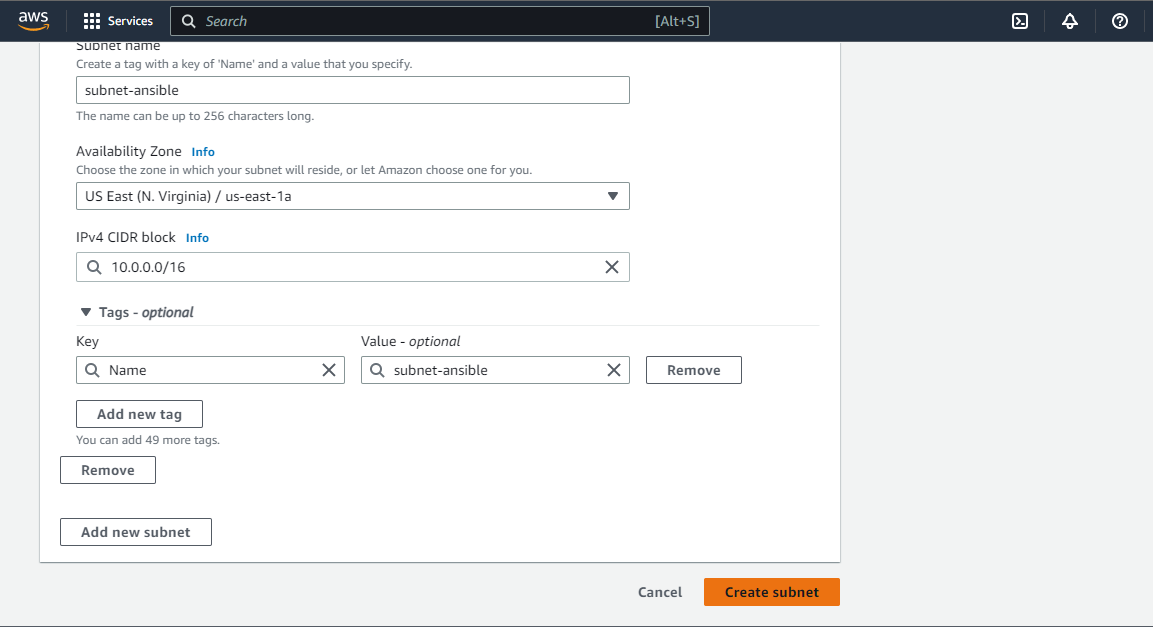 aws Services Search [Alt+S]
Subnet name
Create a tag with a key of 'Name' and a value that you specify.
subnet-ansible
The name can be up to 256 characters long.
Availability Zone Info
Choose the zone in which your subnet will reside, or let Amazon choose one for you.
US East (N. Virginia) / us-east-1a
IPv4 CIDR block Info
10.0.0.0/16
Tags - optional
Key Value - optional
Name subnet-ansible Remove
Add new tag
You can add 49 more tags.
Remove
Add new subnet
Cancel Create subnet